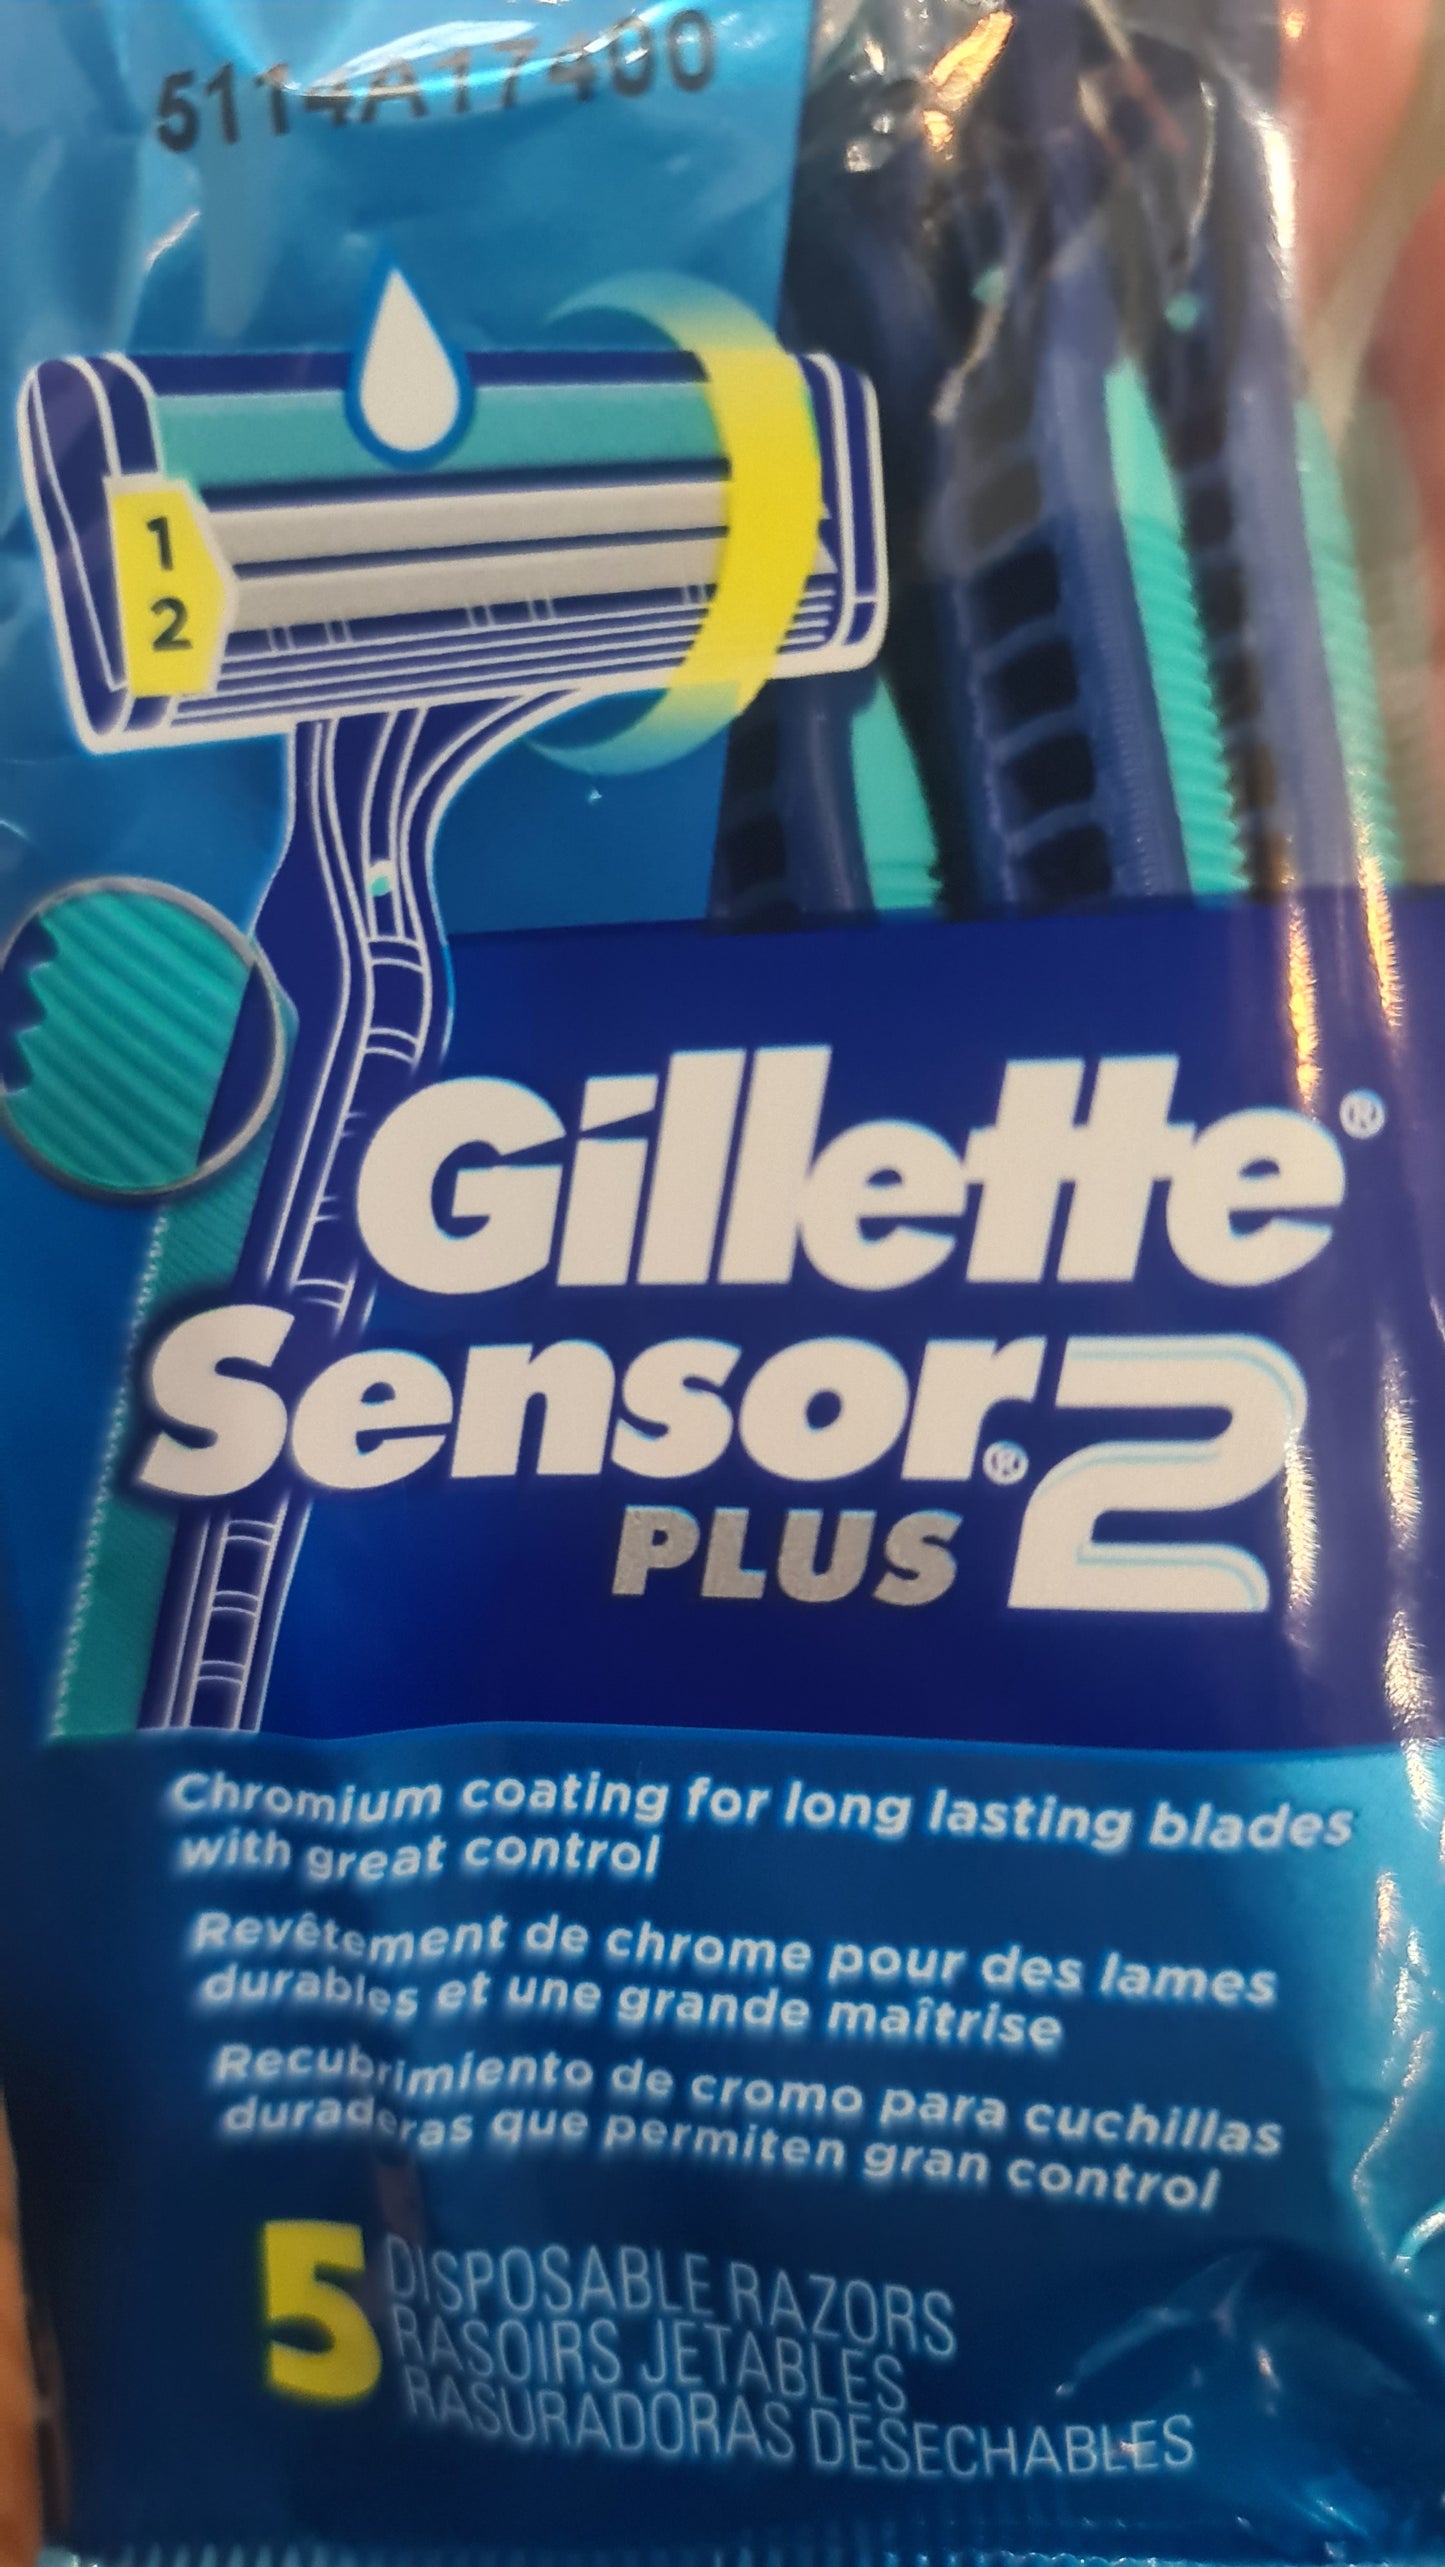 5114A17400
1
2
Gillette®
Sensor®2
PLUS
Chromium coating for long lasting blades
with great control
Revêtement de chrome pour des lames
durables et une grande maîtrise
Recubrimiento de cromo para cuchillas
duraderas que permiten gran control
5 DISPOSABLE RAZORS
RASOIRS JETABLES
RASURADORAS DESECHABLES